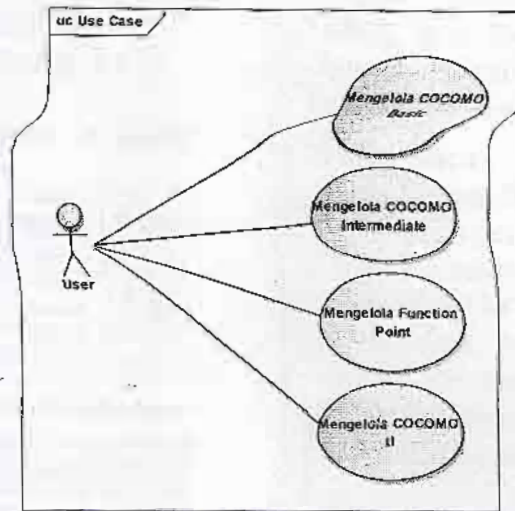 uc Use Case
Mengelola COCOMO
Basic
Mengelola COCOMO
Intermediate
User
Mengelola Function
Point
Mengelola COCOMO
II